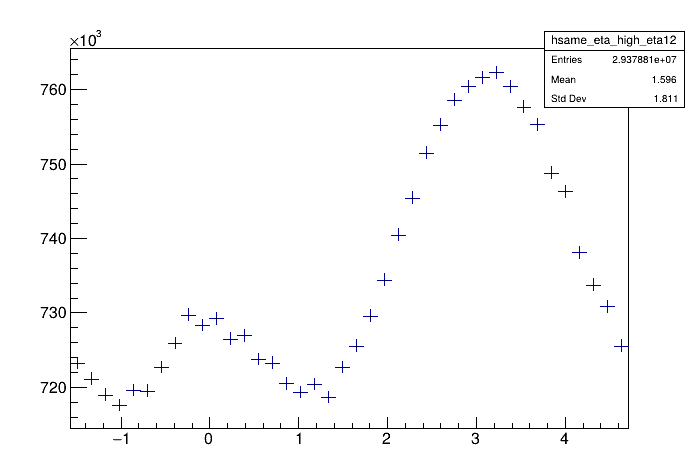 ×10³
hsame_eta_high_eta12
Entries 2.937881e+07
Mean 1.596
Std Dev 1.811
760
750
740
730
720
−1 0 1 2 3 4